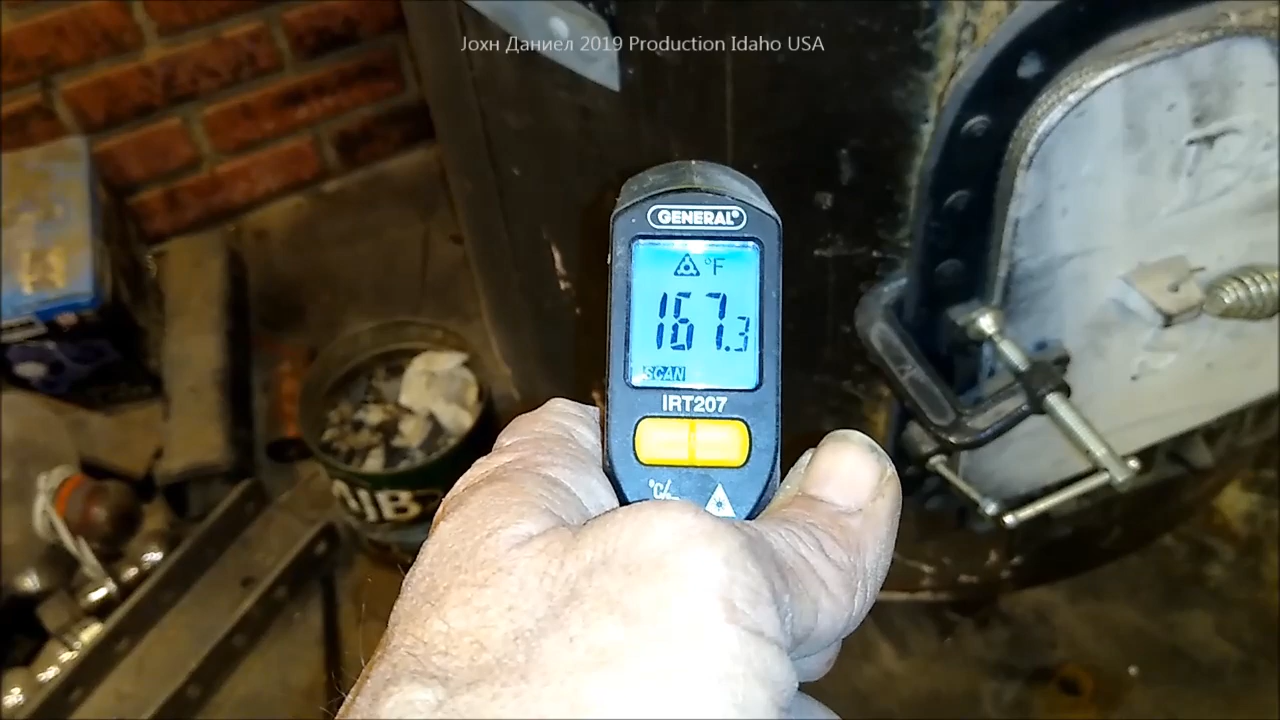 Јохн Даниел 2019 Production Idaho USA
GENERAL®
°F
167.3
SCAN
IRT207